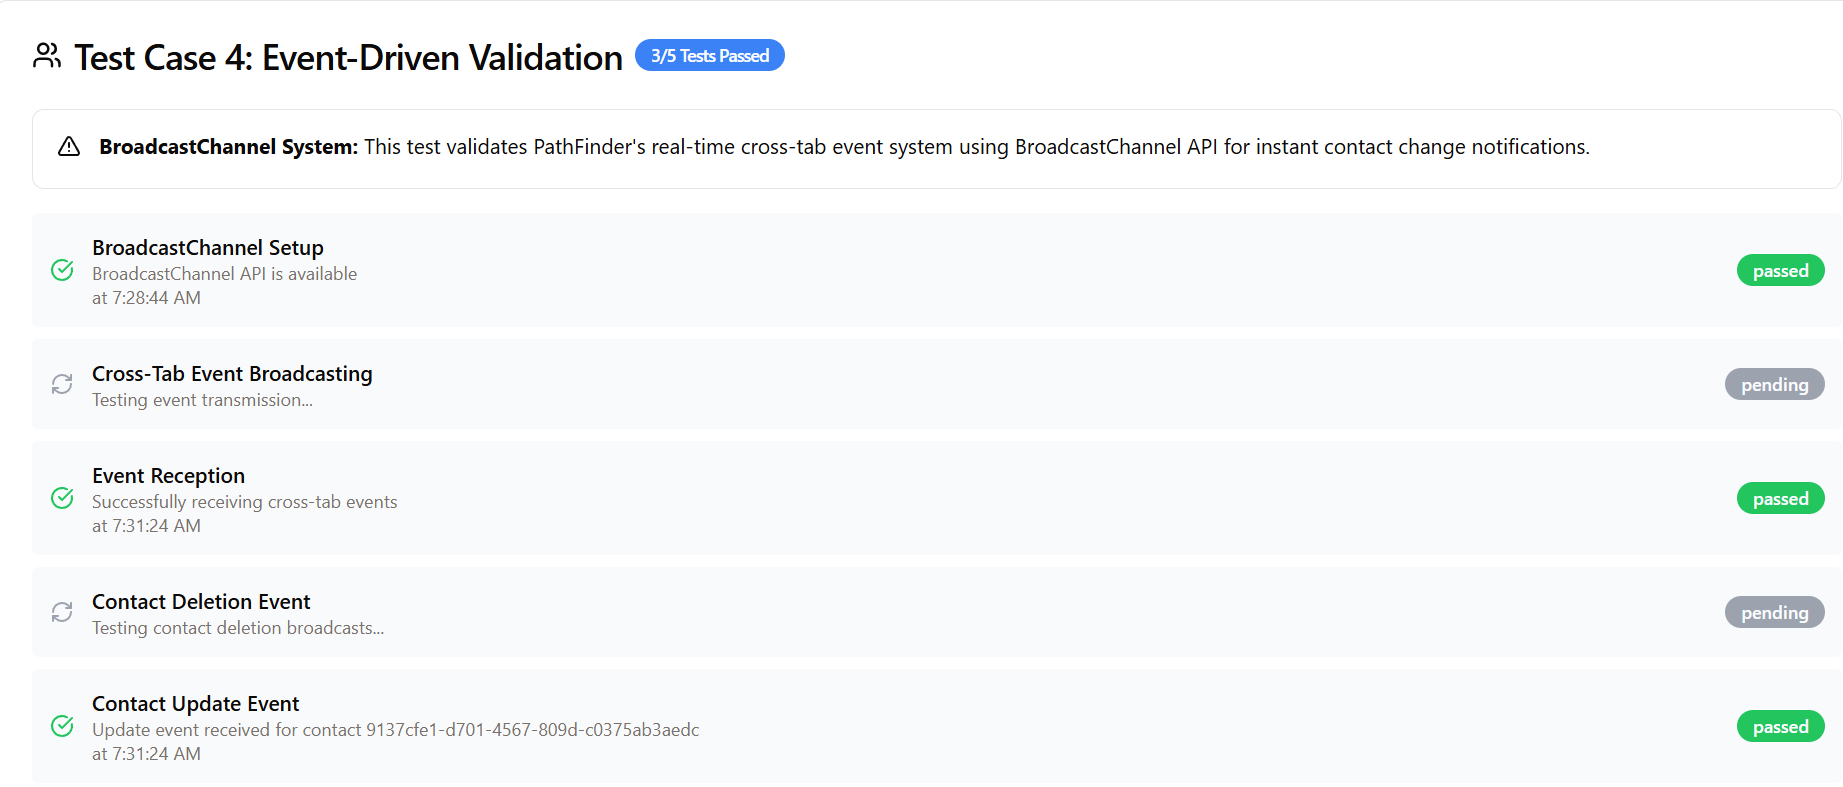 Test Case 4: Event-Driven Validation 3/5 Tests Passed
BroadcastChannel System: This test validates PathFinder's real-time cross-tab event system using BroadcastChannel API for instant contact change notifications.
BroadcastChannel Setup
BroadcastChannel API is available
at 7:28:44 AM
passed
Cross-Tab Event Broadcasting
Testing event transmission...
pending
Event Reception
Successfully receiving cross-tab events
at 7:31:24 AM
passed
Contact Deletion Event
Testing contact deletion broadcasts...
pending
Contact Update Event
Update event received for contact 9137cfe1-d701-4567-809d-c0375ab3aedc
at 7:31:24 AM
passed